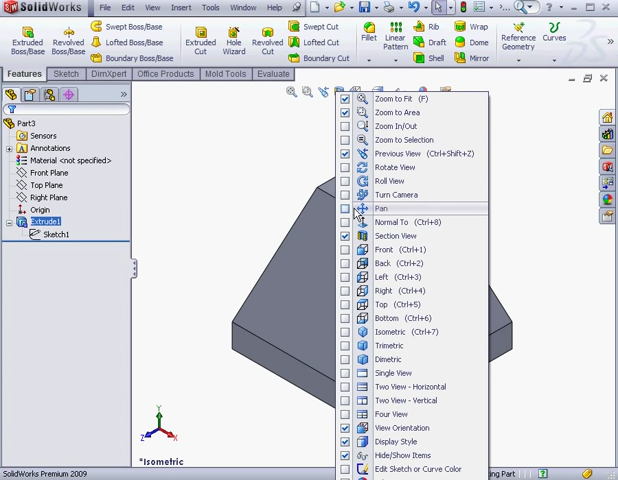 SolidWorks File Edit View Insert Tools Window Help
Extruded Boss/Base
Revolved Boss/Base
Swept Boss/Base
Lofted Boss/Base
Boundary Boss/Base
Extruded Cut
Hole Wizard
Revolved Cut
Swept Cut
Lofted Cut
Boundary Cut
Fillet
Linear Pattern
Rib
Draft
Shell
Wrap
Dome
Mirror
Reference Geometry
Curves
Features Sketch DimXpert Office Products Mold Tools Evaluate
Part3
Sensors
Annotations
Material <not specified>
Front Plane
Top Plane
Right Plane
Origin
Extrude1
Sketch1
Zoom to Fit (F)
Zoom to Area
Zoom In/Out
Zoom to Selection
Previous View (Ctrl+Shift+Z)
Rotate View
Roll View
Turn Camera
Pan
Normal To (Ctrl+8)
Section View
Front (Ctrl+1)
Back (Ctrl+2)
Left (Ctrl+3)
Right (Ctrl+4)
Top (Ctrl+5)
Bottom (Ctrl+6)
Isometric (Ctrl+7)
Trimetric
Dimetric
Single View
Two View - Horizontal
Two View - Vertical
Four View
View Orientation
Display Style
Hide/Show Items
Edit Sketch or Curve Color
Y
Z X
*Isometric
SolidWorks Premium 2009
Part